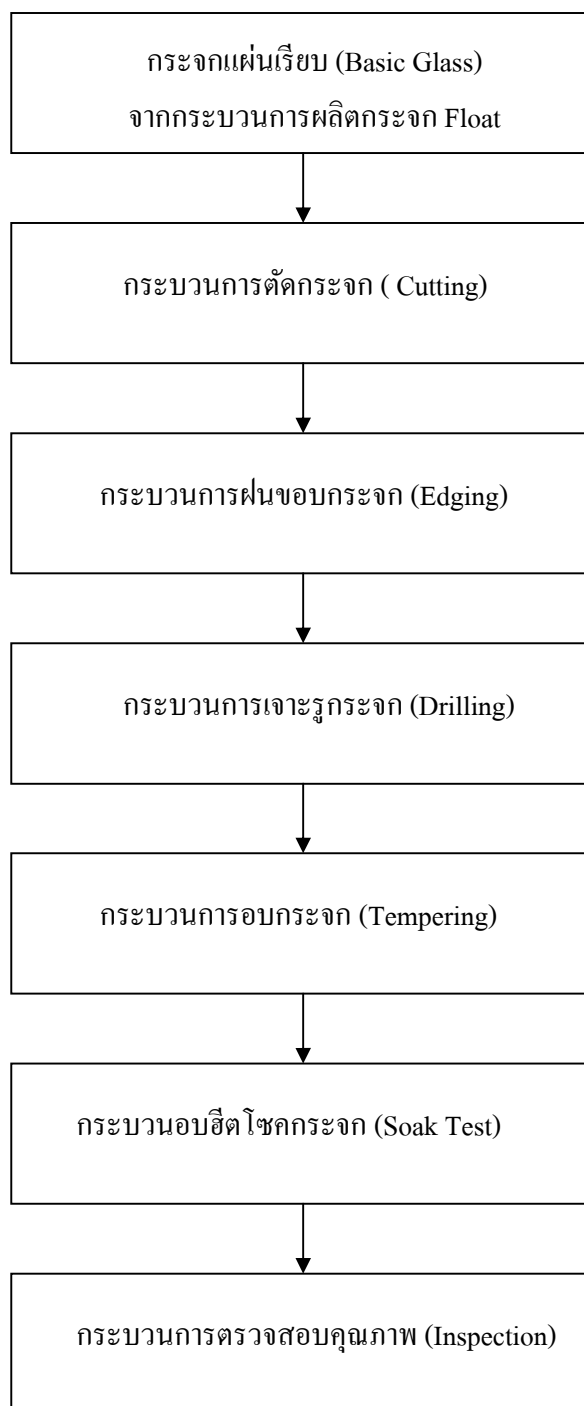 กระจกแผ่นเรียบ (Basic Glass)
จากกระบวนการผลิตกระจก Float
กระบวนการตัดกระจก ( Cutting)
กระบวนการฝนขอบกระจก (Edging)
กระบวนการเจาะรูกระจก (Drilling)
กระบวนการอบกระจก (Tempering)
กระบวนอบฮีตโซคกระจก (Soak Test)
กระบวนการตรวจสอบคุณภาพ (Inspection)